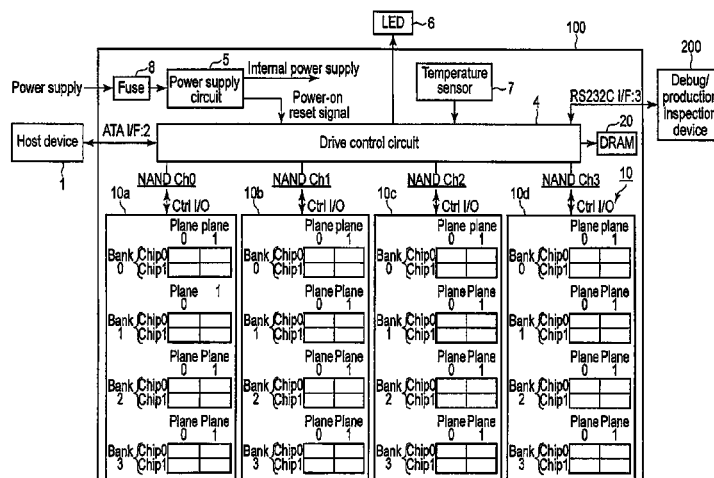 LED
6
100
200
8
5
Internal power supply
Power supply
Fuse
Power supply
circuit
Temperature
sensor
7
Power-on
reset signal
RS232C I/F:3
Debug/
production
inspection
device
4
20
Host device
ATA I/F:2
Drive control circuit
DRAM
1
NAND Ch0
NAND Ch1
NAND Ch2
NAND Ch3
10
10a
Ctrl I/O
10b
Ctrl I/O
10c
Ctrl I/O
10d
Ctrl I/O
Plane plane
0 1
Bank
0
Chip0
Chip1
Plane 1
Bank
1
Chip0
Chip1
Plane Plane
0 1
Bank
2
Chip0
Chip1
Plane Plane
0 1
Bank
3
Chip0
Chip1
Plane plane
0 1
Bank
0
Chip0
Chip1
Plane Plane
0 1
Bank
1
Chip0
Chip1
Plane Plane
0 1
Bank
2
Chip0
Chip1
Plane Plane
0 1
Bank
3
Chip0
Chip1
Plane Plane
0 1
Bank
0
Chip0
Chip1
Plane Plane
0 1
Bank
1
Chip0
Chip1
Plane Plane
0 1
Bank
2
Chip0
Chip1
Plane Plane
0 1
Bank
3
Chip0
Chip1
Plane Plane
0 1
Bank
0
Chip0
Chip1
Plane Plane
0 1
Bank
1
Chip0
Chip1
Plane Plane
0 1
Bank
2
Chip0
Chip1
Plane Plane
0 1
Bank
3
Chip0
Chip1